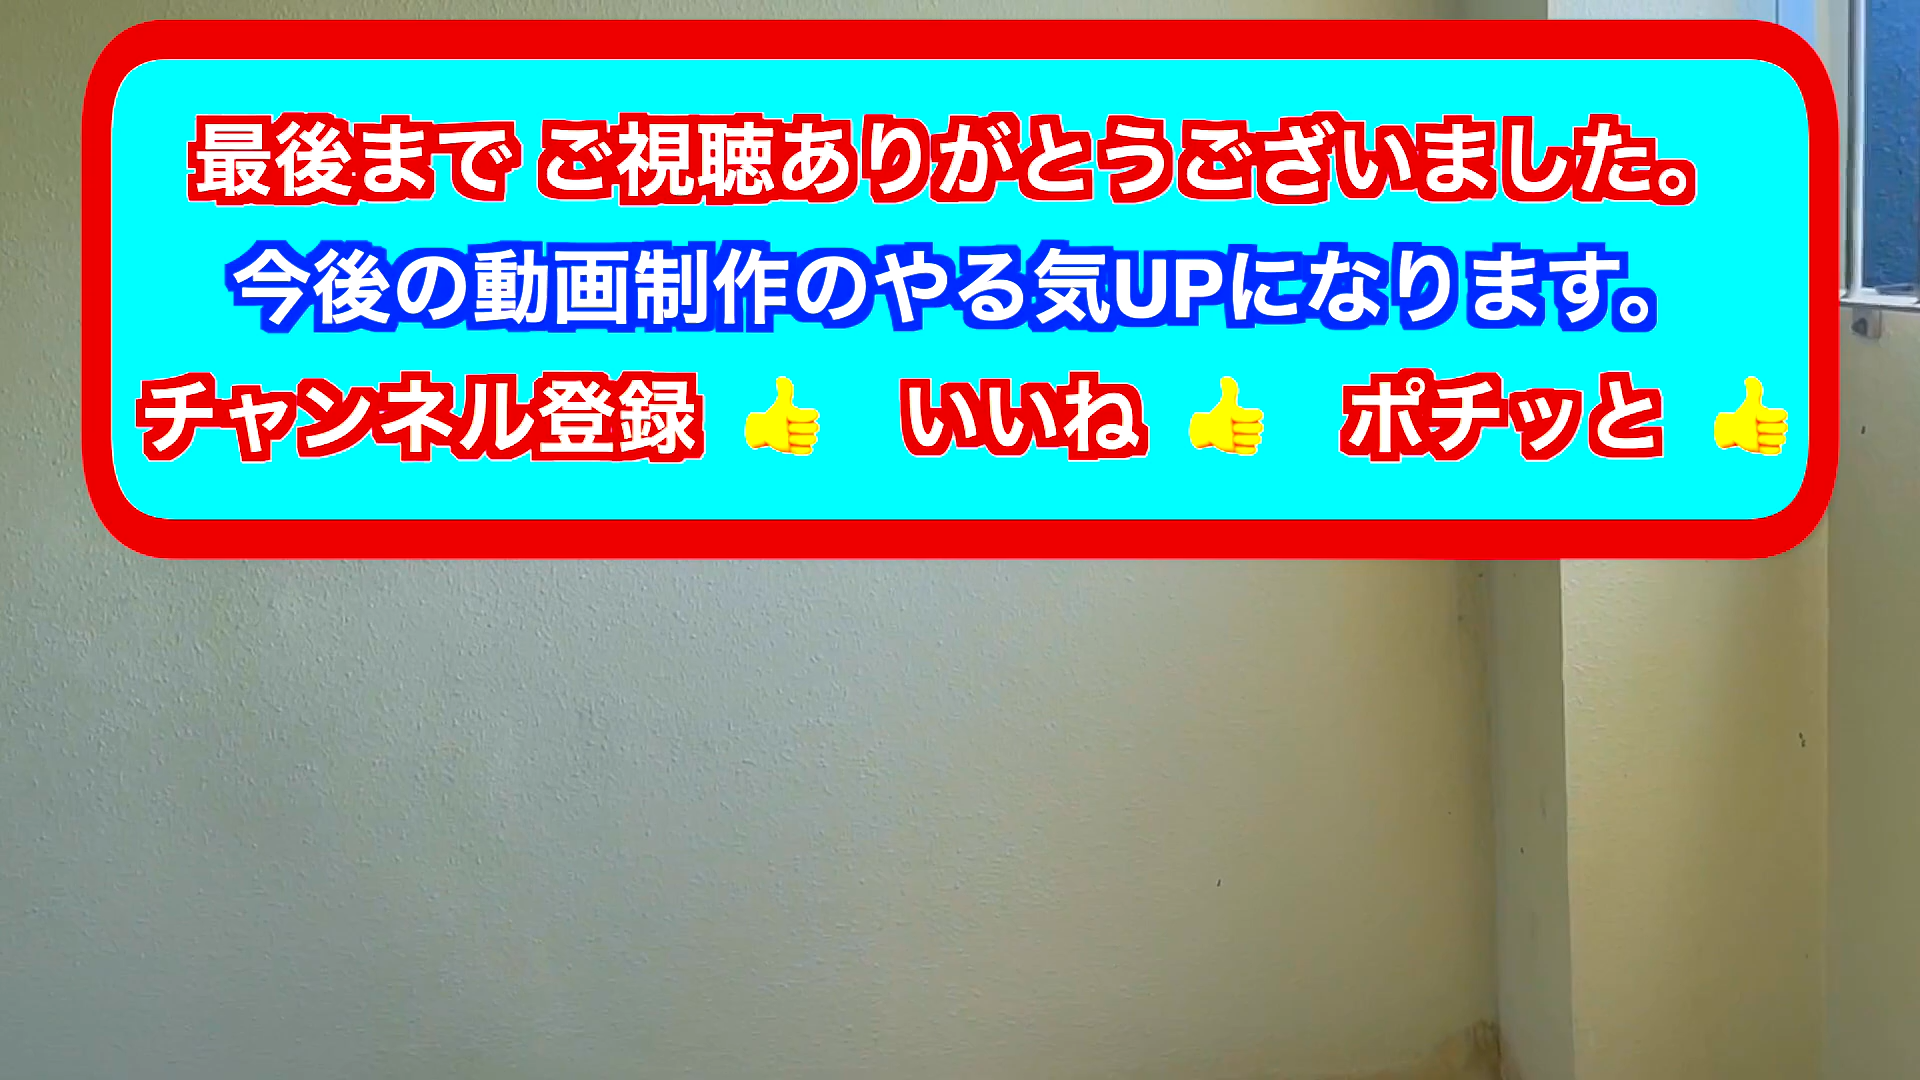 最後まで ご視聴ありがとうございました。
今後の動画制作のやる気UPになります。
チャンネル登録 👍 いいね 👍 ポチッと 👍